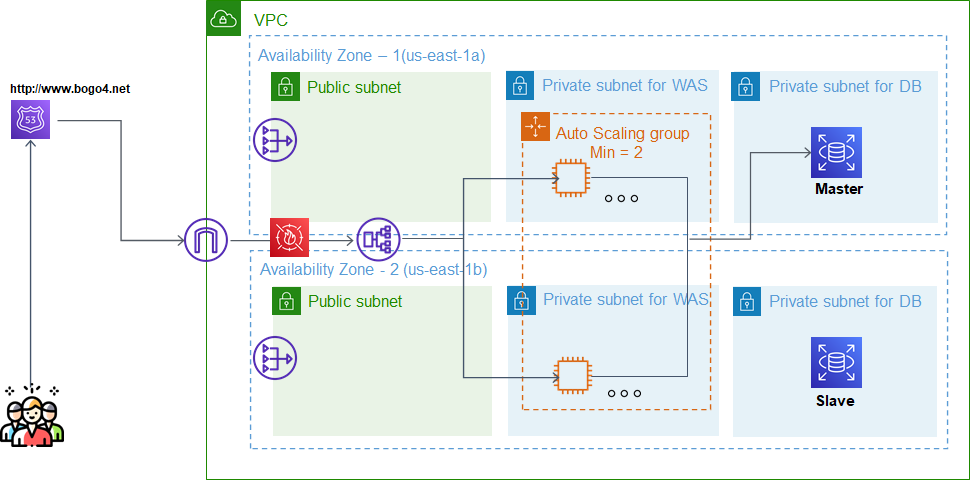 VPC
Availability Zone – 1(us-east-1a)
http://www.bogo4.net
53
Public subnet
Private subnet for WAS
Private subnet for DB
Auto Scaling group
Min = 2
Master
Availability Zone - 2 (us-east-1b)
Public subnet
Private subnet for WAS
Private subnet for DB
Slave